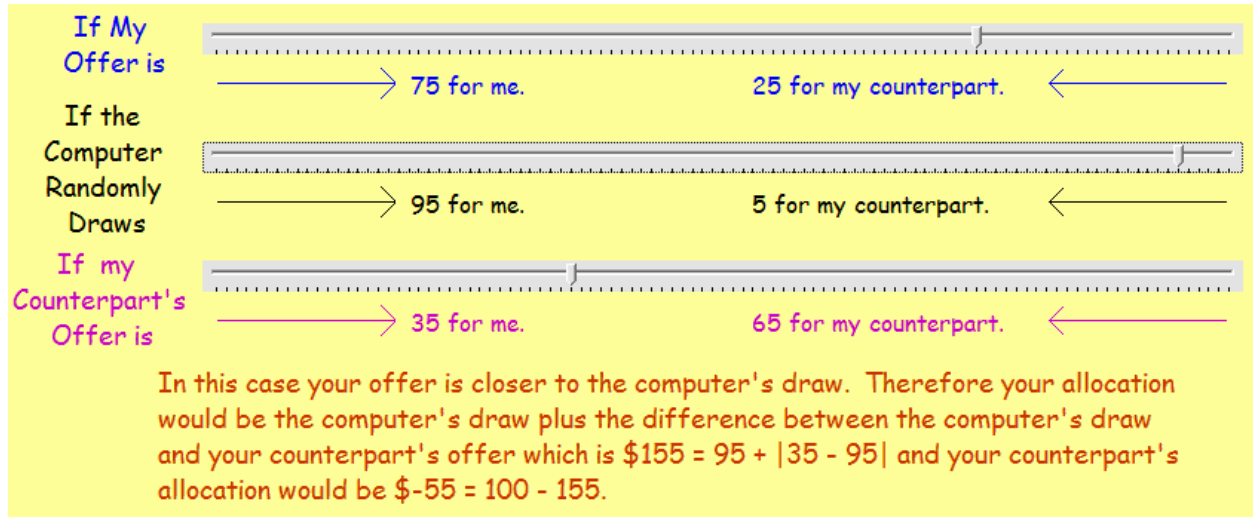 If My
Offer is
75 for me. 25 for my counterpart.
If the
Computer
Randomly
Draws
95 for me. 5 for my counterpart.
If my
Counterpart's
Offer is
35 for me. 65 for my counterpart.
In this case your offer is closer to the computer's draw. Therefore your allocation
would be the computer's draw plus the difference between the computer's draw
and your counterpart's offer which is $155 = 95 + |35 - 95| and your counterpart's
allocation would be $-55 = 100 - 155.